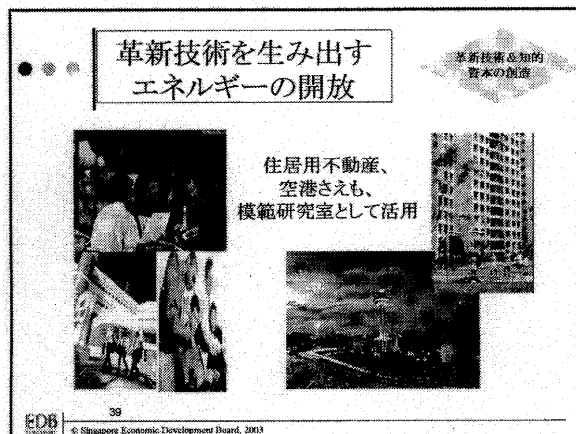 革新技術を生み出す
エネルギーの開放
革新技術＆知的
資本の創造
住居用不動産、
空港さえも、
模範研究室として活用
39
EDB
© Singapore Economic Development Board, 2003